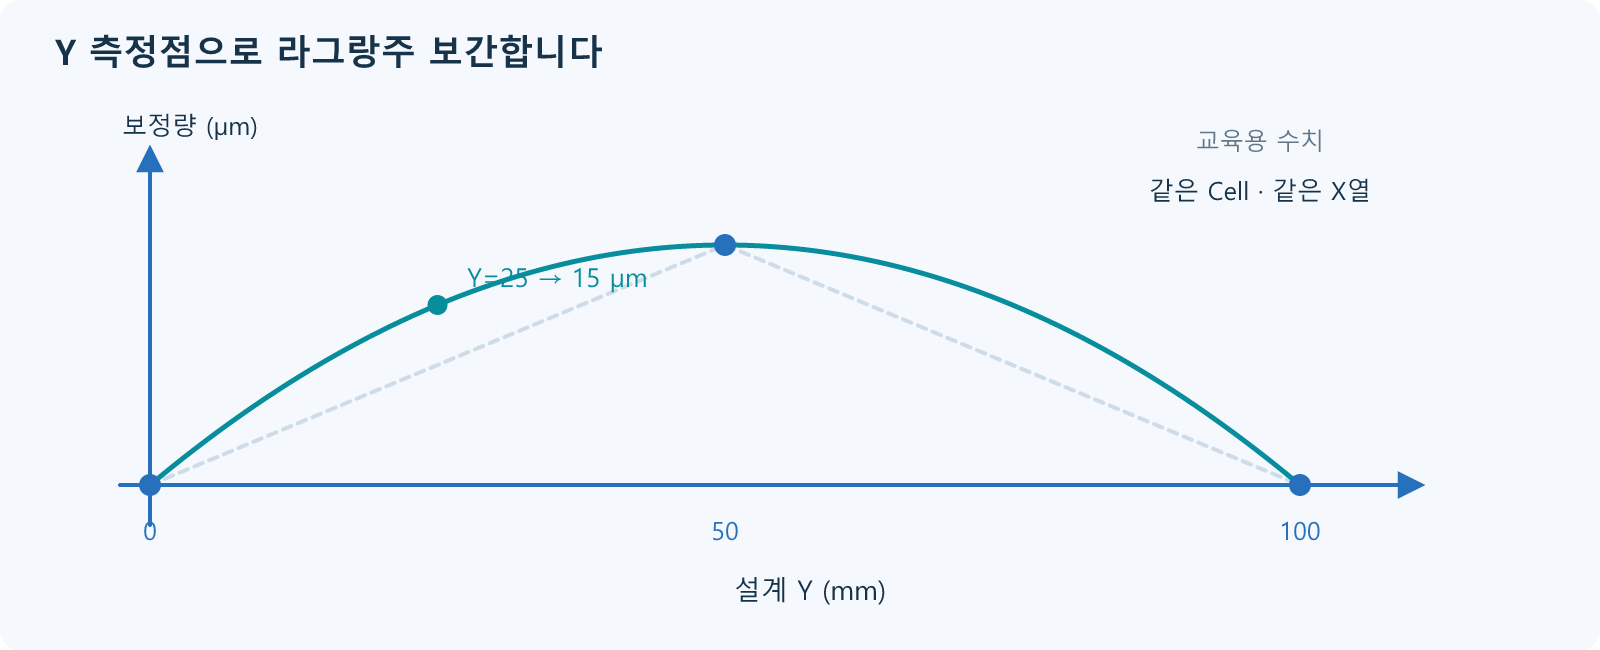 Y 측정점으로 라그랑주 보간합니다
보정량 (μm)
교육용 수치
같은 Cell · 같은 X열
Y=25 → 15 μm
0
50
100
설계 Y (mm)